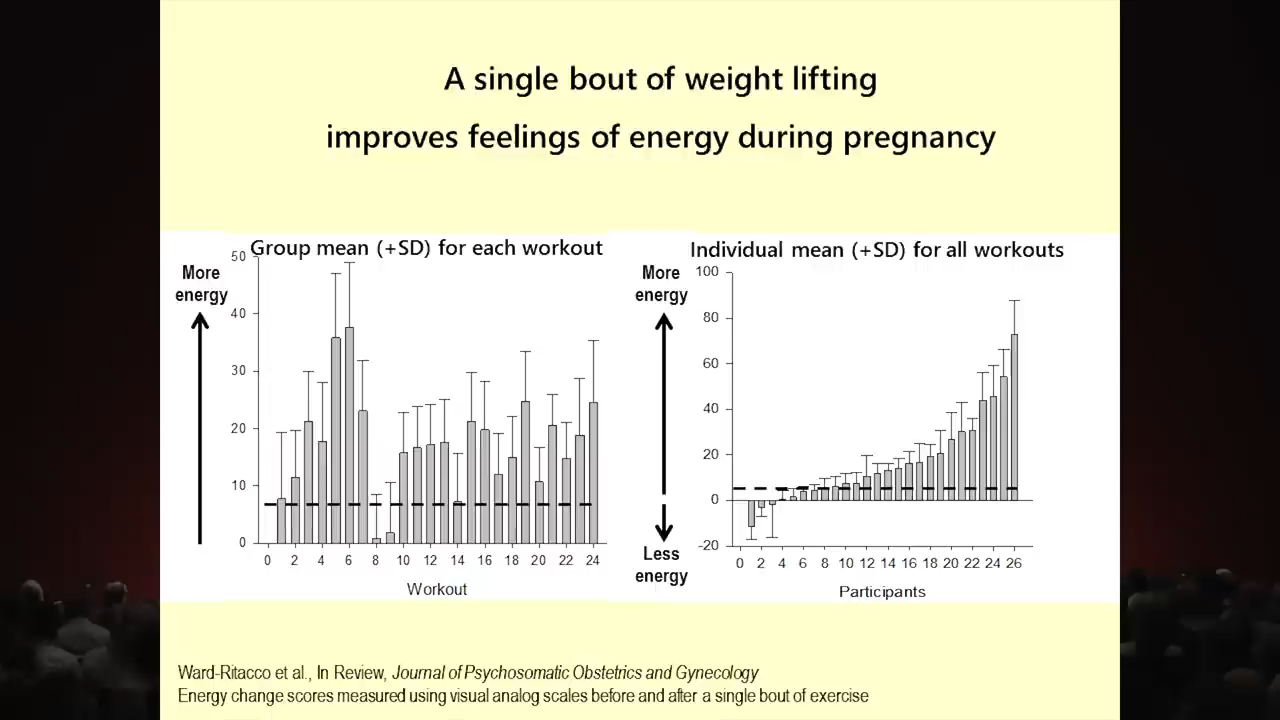 A single bout of weight lifting
improves feelings of energy during pregnancy
Group mean (+SD) for each workout
More
energy
50
40
30
20
10
0
0 2 4 6 8 10 12 14 16 18 20 22 24
Workout
Individual mean (+SD) for all workouts
More
energy
Less
energy
100
80
60
40
20
0
-20
0 2 4 6 8 10 12 14 16 18 20 22 24 26
Participants
Ward-Ritacco et al., In Review, Journal of Psychosomatic Obstetrics and Gynecology
Energy change scores measured using visual analog scales before and after a single bout of exercise